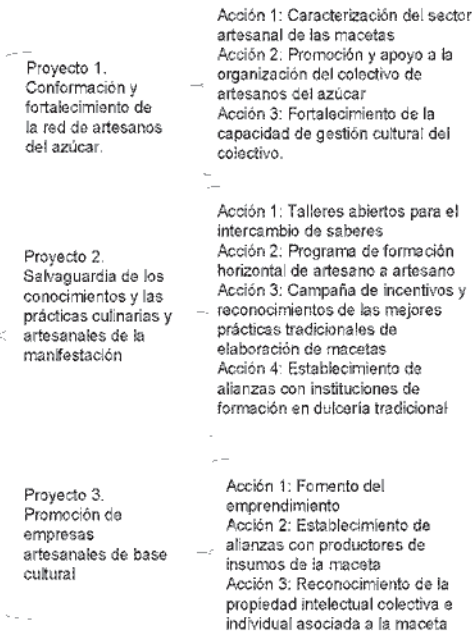 Proyecto 1.
Conformación y
fortalecimiento de
la red de artesanos
del azúcar.
Acción 1: Caracterización del sector
artesanal de las macetas
Acción 2: Promoción y apoyo a la
organización del colectivo de
artesanos del azúcar
Acción 3: Fortalecimiento de la
capacidad de gestión cultural del
colectivo.
Proyecto 2.
Salvaguardia de los
conocimientos y las
prácticas culinarias y
artesanales de la
manifestación
Acción 1: Talleres abiertos para el
intercambio de saberes
Acción 2: Programa de formación
horizontal de artesano a artesano
Acción 3: Campaña de incentivos y
reconocimientos de las mejores
prácticas tradicionales de
elaboración de macetas
Acción 4: Establecimiento de
alianzas con instituciones de
formación en dulcería tradicional
Proyecto 3.
Promoción de
empresas
artesanales de base
cultural
Acción 1: Fomento del
emprendimiento
Acción 2: Establecimiento de
alianzas con productores de
insumos de la maceta
Acción 3: Reconocimiento de la
propiedad intelectual colectiva e
individual asociada a la maceta